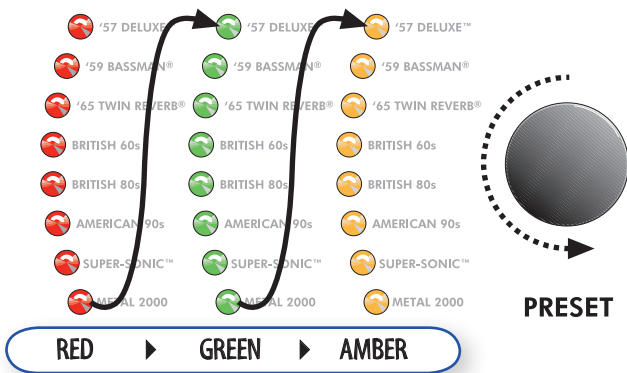 '57 DELUXE '57 DELUXE '57 DELUXE™
'59 BASSMAN® '59 BASSMAN® '59 BASSMAN®
'65 TWIN REVERB® '65 TWIN REVERB® '65 TWIN REVERB®
BRITISH 60s BRITISH 60s BRITISH 60s
BRITISH 80s BRITISH 80s BRITISH 80s
AMERICAN 90s AMERICAN 90s AMERICAN 90s
SUPER-SONIC™ SUPER-SONIC™ SUPER-SONIC™
METAL 2000 METAL 2000 METAL 2000
PRESET
RED GREEN AMBER